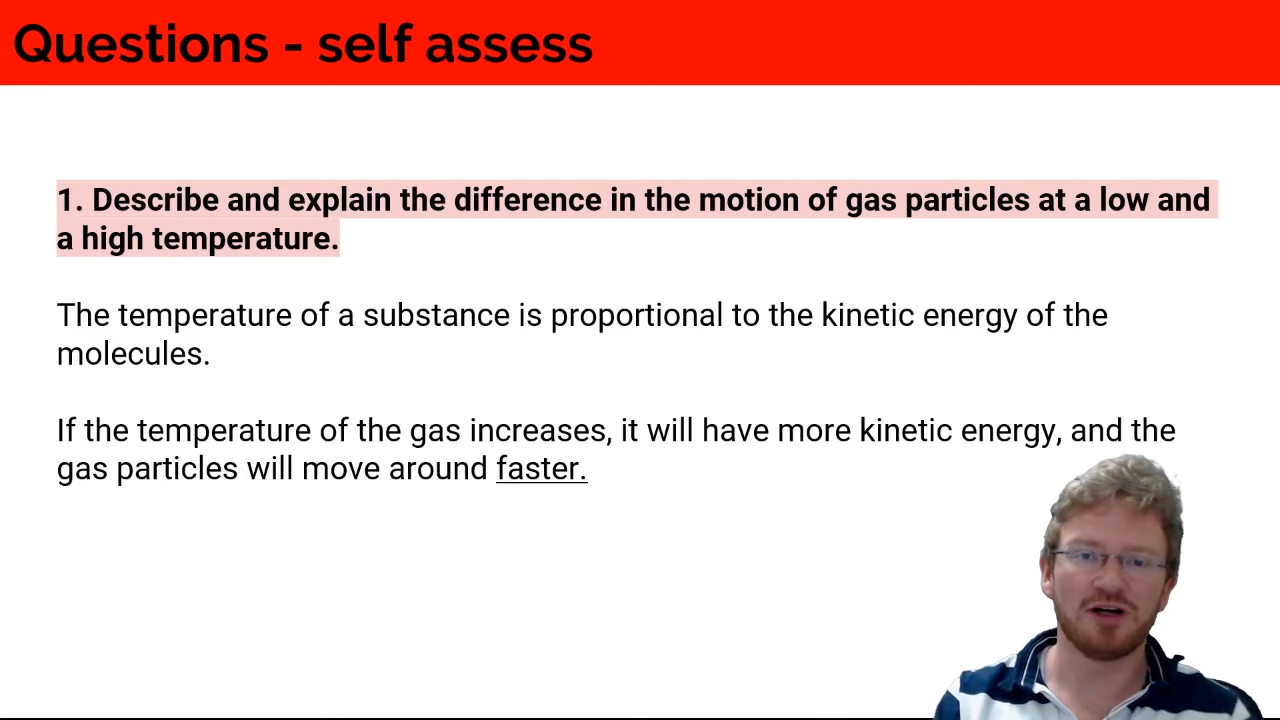 Questions - self assess
1. Describe and explain the difference in the motion of gas particles at a low and
a high temperature.
The temperature of a substance is proportional to the kinetic energy of the
molecules.
If the temperature of the gas increases, it will have more kinetic energy, and the
gas particles will move around faster.